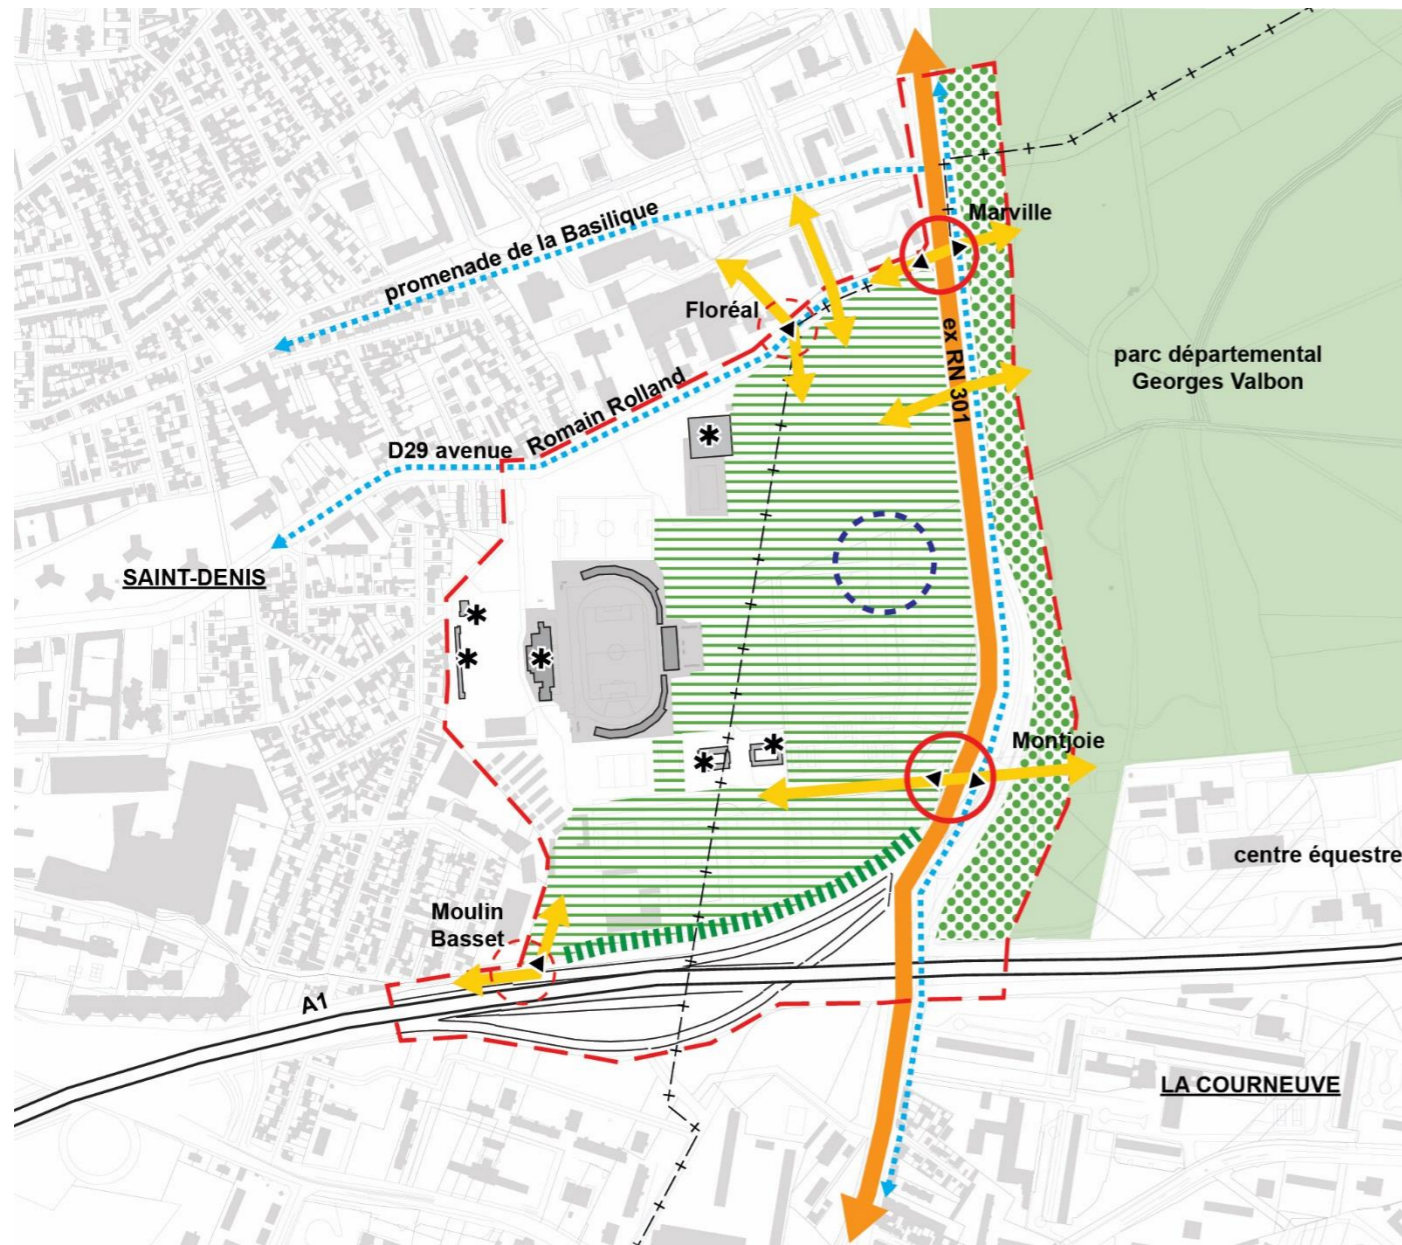 promenade de la Basilique
Marville
Floréal
ex RN 301
parc départemental
Georges Valbon
D29 avenue Romain Rolland
SAINT-DENIS
Montjoie
centre équestre
Moulin
Basset
A1
LA COURNEUVE